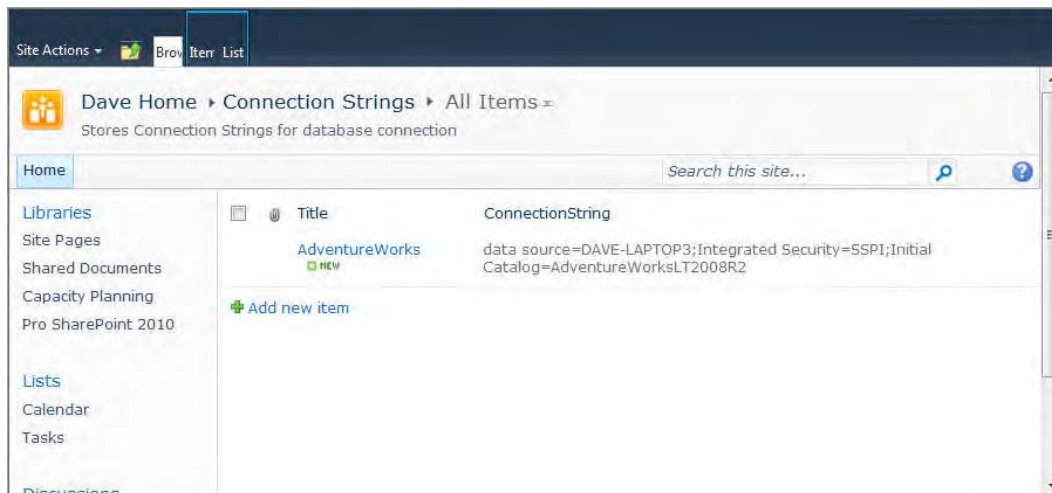 Site Actions Brov Iten List
Dave Home Connection Strings All Items
Stores Connection Strings for database connection
Home Search this site...
Libraries
Site Pages
Shared Documents
Capacity Planning
Pro SharePoint 2010
Lists
Calendar
Tasks
Discussions
Title ConnectionString
AdventureWorks data source=DAVE-LAPTOP3;Integrated Security=SSPI;Initial
NEW Catalog=AdventureWorksLT2008R2
Add new item